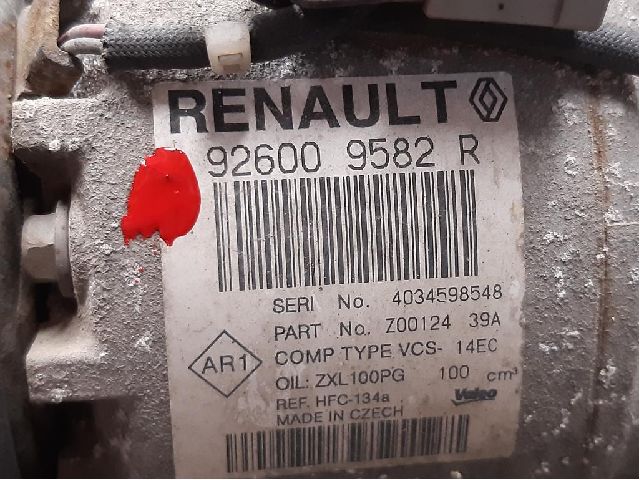 RENAULT
92600 9582 R
SERI No. 4034598548
PART No. Z00124 39A
AR1
COMP TYPE VCS- 14EC
OIL: ZXL100PG 100 cm³
REF. HFC-134a
Valeo
MADE IN CZECH